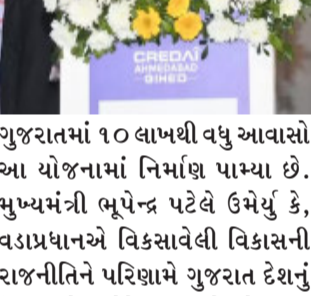 CREDAI
AHMEDABAD
GIHED
ગુજરાતમાં ૧૦ લાખથી વધુ આવાસો
આ યોજનામાં નિર્માણ પામ્યા છે.
મુખ્યમંત્રી ભૂપેન્દ્ર પટેલે ઉમેર્યું કે,
વડાપ્રધાનએ વિકસાવેલી વિકાસની
રાજનીતિને પરિણામે ગુજરાત દેશનું